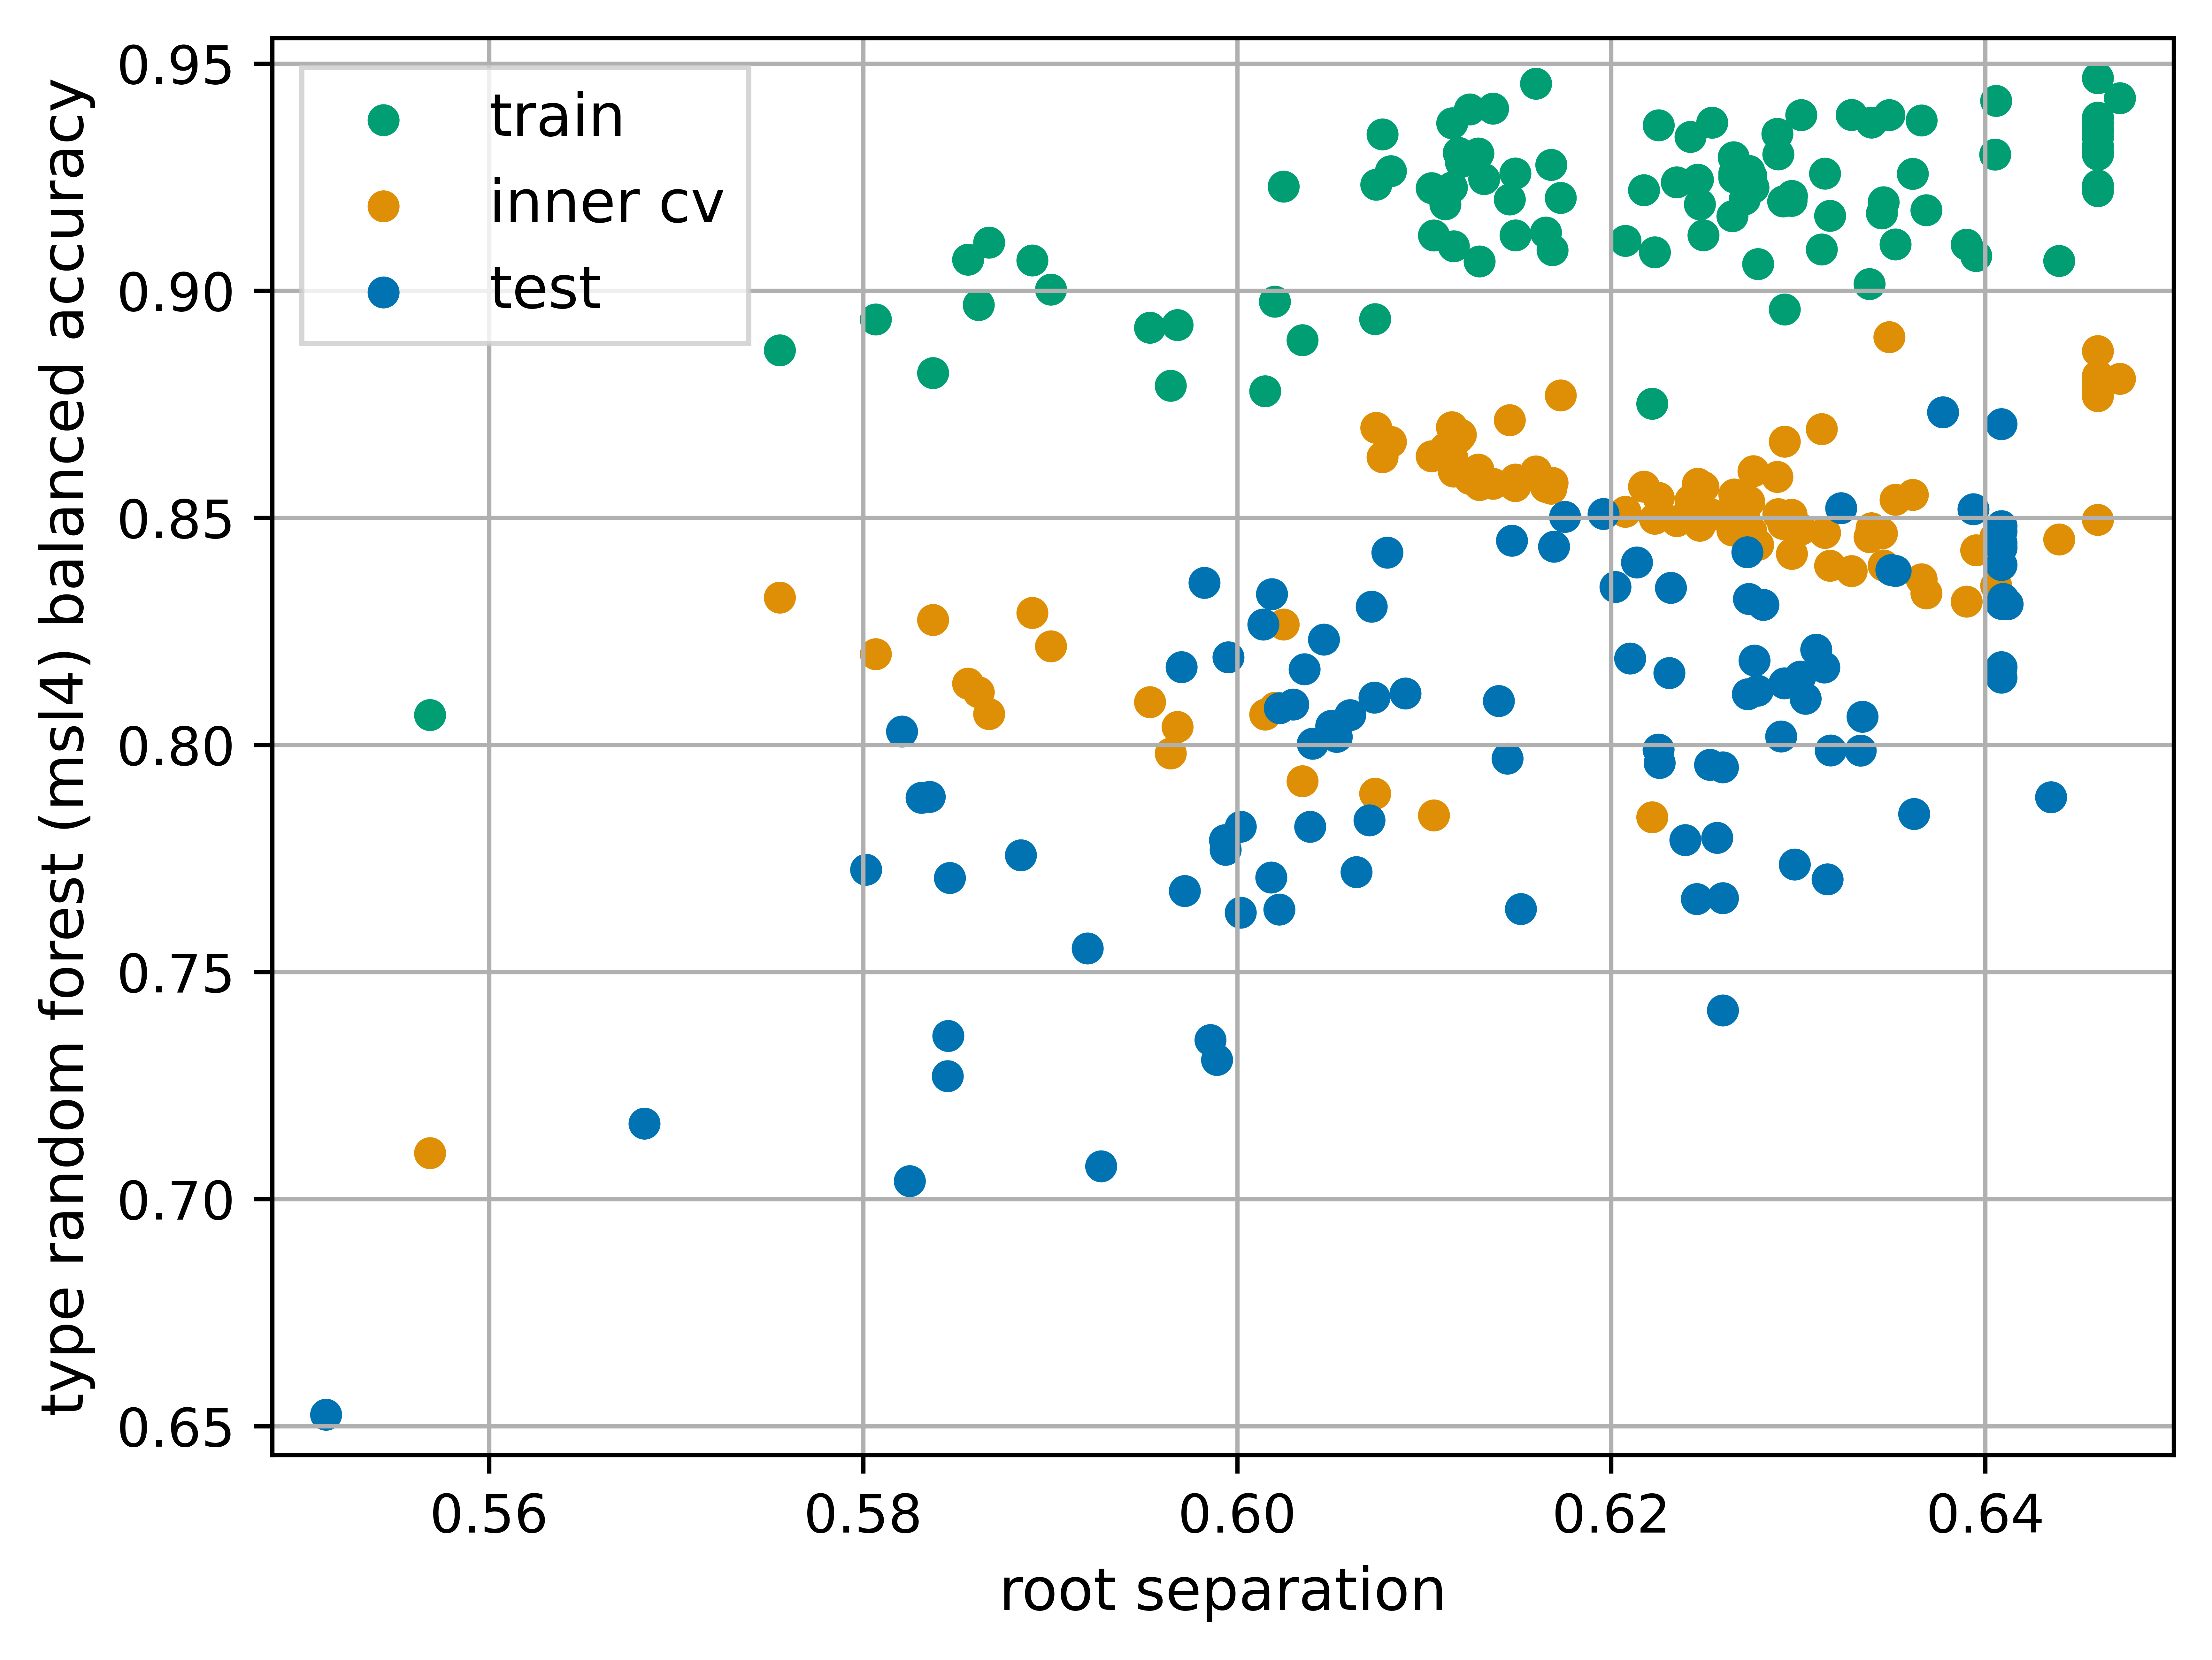 train
inner cv
test
type random forest (msl4) balanced accuracy
0.95
0.90
0.85
0.80
0.75
0.70
0.65
0.56
0.58
0.60
0.62
0.64
root separation